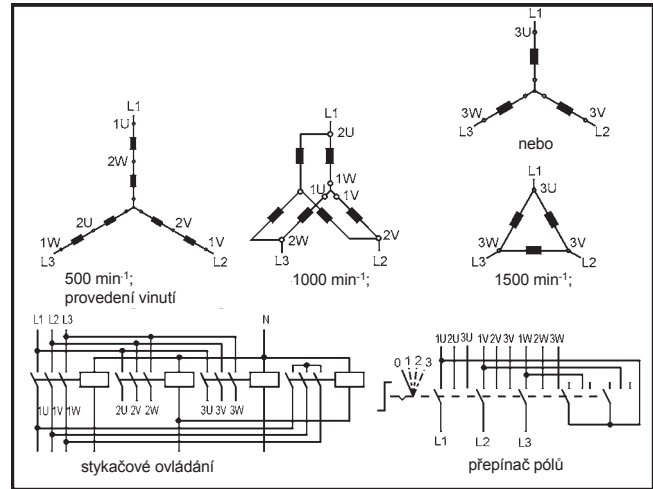 L1
3U
3W
3V
L3
L2
nebo
L1
1U
2W
2U
2V
1W
1V
L3
L2
500 min-1;
provedení vinutí
L1
2U
1W
1U
1V
2W
2V
L3
L2
1000 min-1;
L1
3U
3W
3V
L3
L2
1500 min-1;
L1 L2 L3
N
1U 1V 1W
2U 2V 2W
3U 3V 3W
stykačové ovládání
1U 2U 3U 1V 2V 3V 1W 2W 3W
0 1 2 3
L1
L2
L3
přepínač pólů